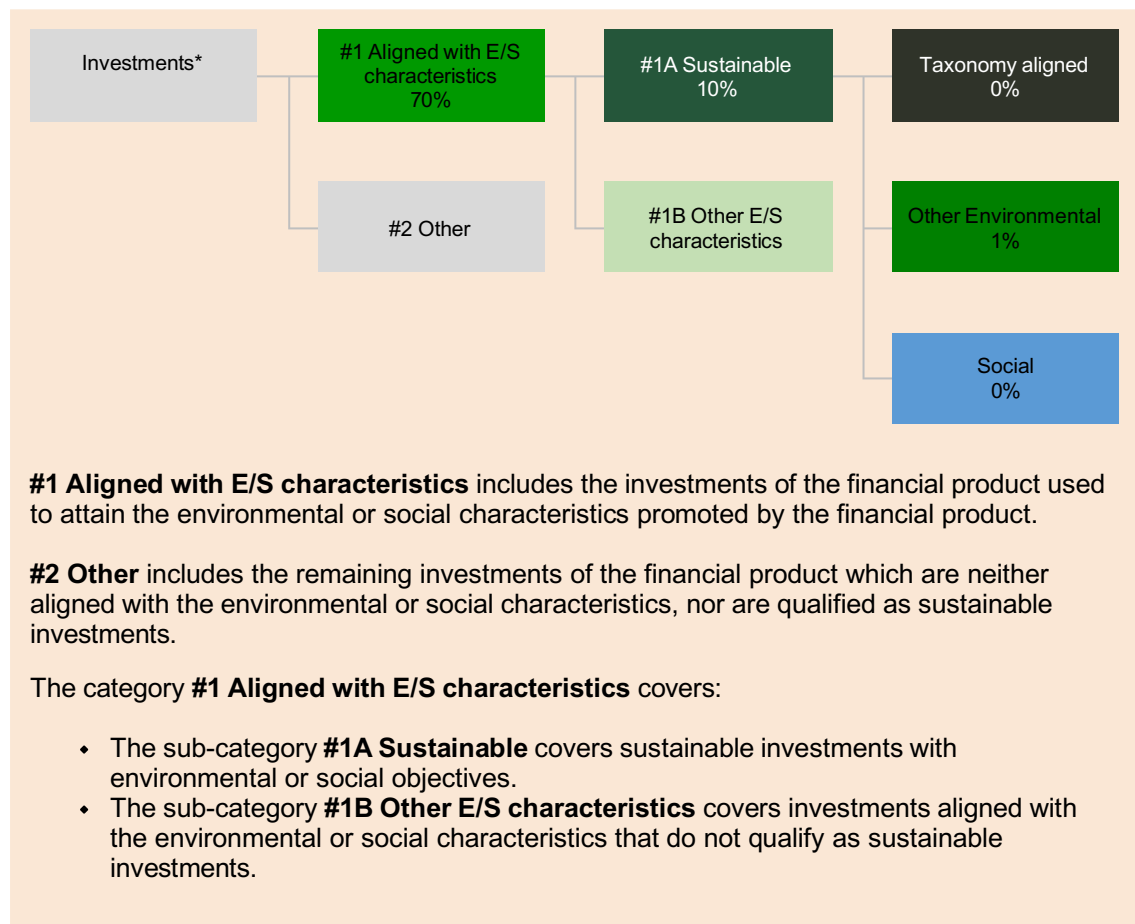 Investments*
#1 Aligned with E/S
characteristics
70%
#1A Sustainable
10%
Taxonomy aligned
0%
#2 Other
#1B Other E/S
characteristics
Other Environmental
1%
Social
0%
#1 Aligned with E/S characteristics includes the investments of the financial product used
to attain the environmental or social characteristics promoted by the financial product.
#2 Other includes the remaining investments of the financial product which are neither
aligned with the environmental or social characteristics, nor are qualified as sustainable
investments.
The category #1 Aligned with E/S characteristics covers:
• The sub-category #1A Sustainable covers sustainable investments with
environmental or social objectives.
• The sub-category #1B Other E/S characteristics covers investments aligned with
the environmental or social characteristics that do not qualify as sustainable
investments.